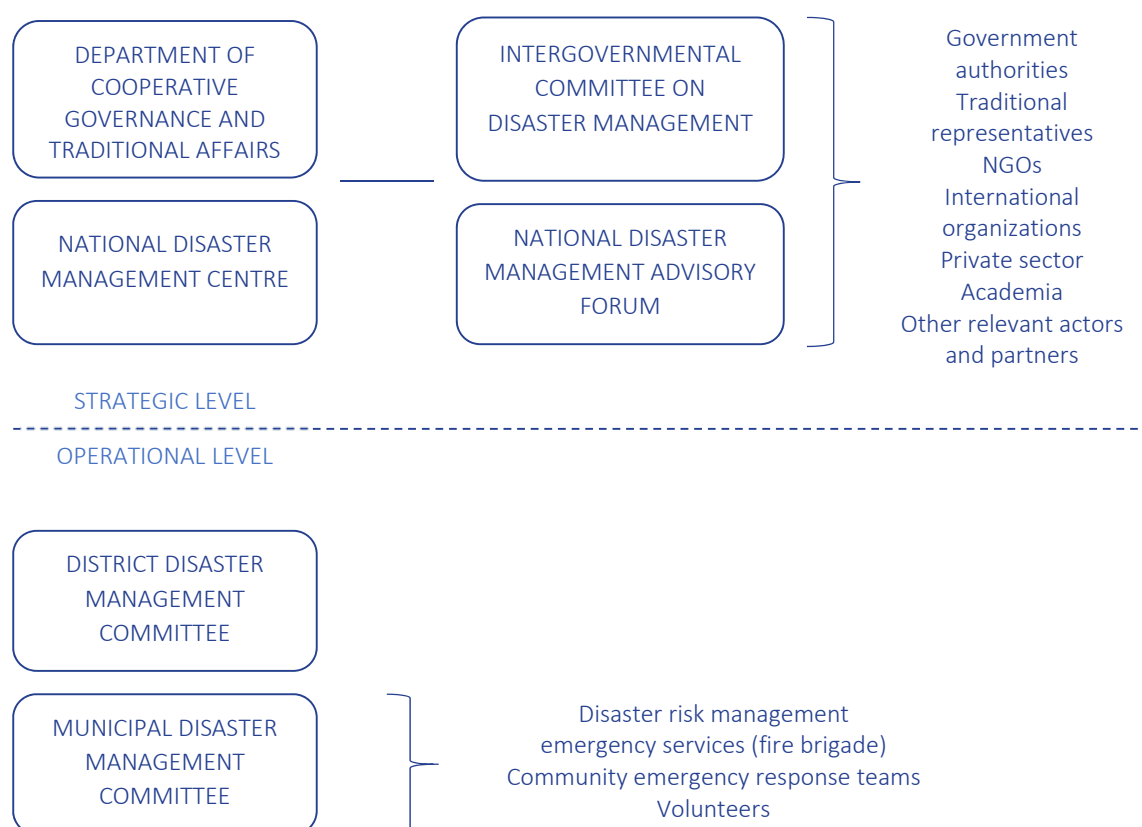 DEPARTMENT OF
COOPERATIVE
GOVERNANCE AND
TRADITIONAL AFFAIRS
INTERGOVERNMENTAL
COMMITTEE ON
DISASTER MANAGEMENT
NATIONAL DISASTER
MANAGEMENT CENTRE
NATIONAL DISASTER
MANAGEMENT ADVISORY
FORUM
Government
authorities
Traditional
representatives
NGOs
International
organizations
Private sector
Academia
Other relevant actors
and partners
STRATEGIC LEVEL
OPERATIONAL LEVEL
DISTRICT DISASTER
MANAGEMENT
COMMITTEE
MUNICIPAL DISASTER
MANAGEMENT
COMMITTEE
Disaster risk management
emergency services (fire brigade)
Community emergency response teams
Volunteers